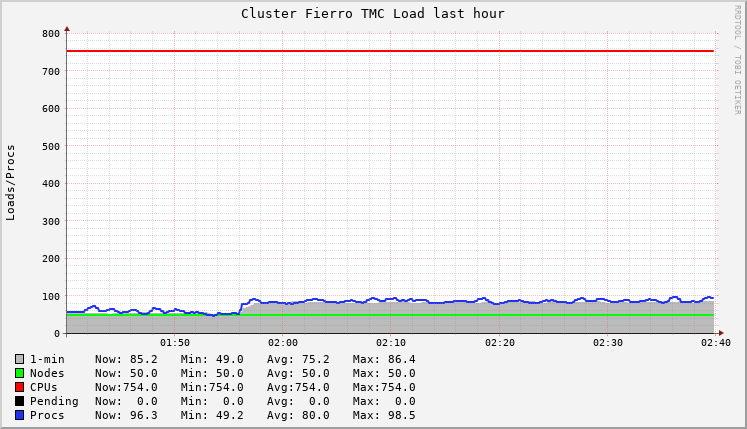 Cluster Fierro TMC Load last hour
RRDTOOL / TOBI OETIKER
Loads/Procs
800
700
600
500
400
300
200
100
0
01:50 02:00 02:10 02:20 02:30 02:40
1-min Now: 85.2 Min: 49.0 Avg: 75.2 Max: 86.4
Nodes Now: 50.0 Min: 50.0 Avg: 50.0 Max: 50.0
CPUs Now:754.0 Min:754.0 Avg:754.0 Max:754.0
Pending Now: 0.0 Min: 0.0 Avg: 0.0 Max: 0.0
Procs Now: 96.3 Min: 49.2 Avg: 80.0 Max: 98.5